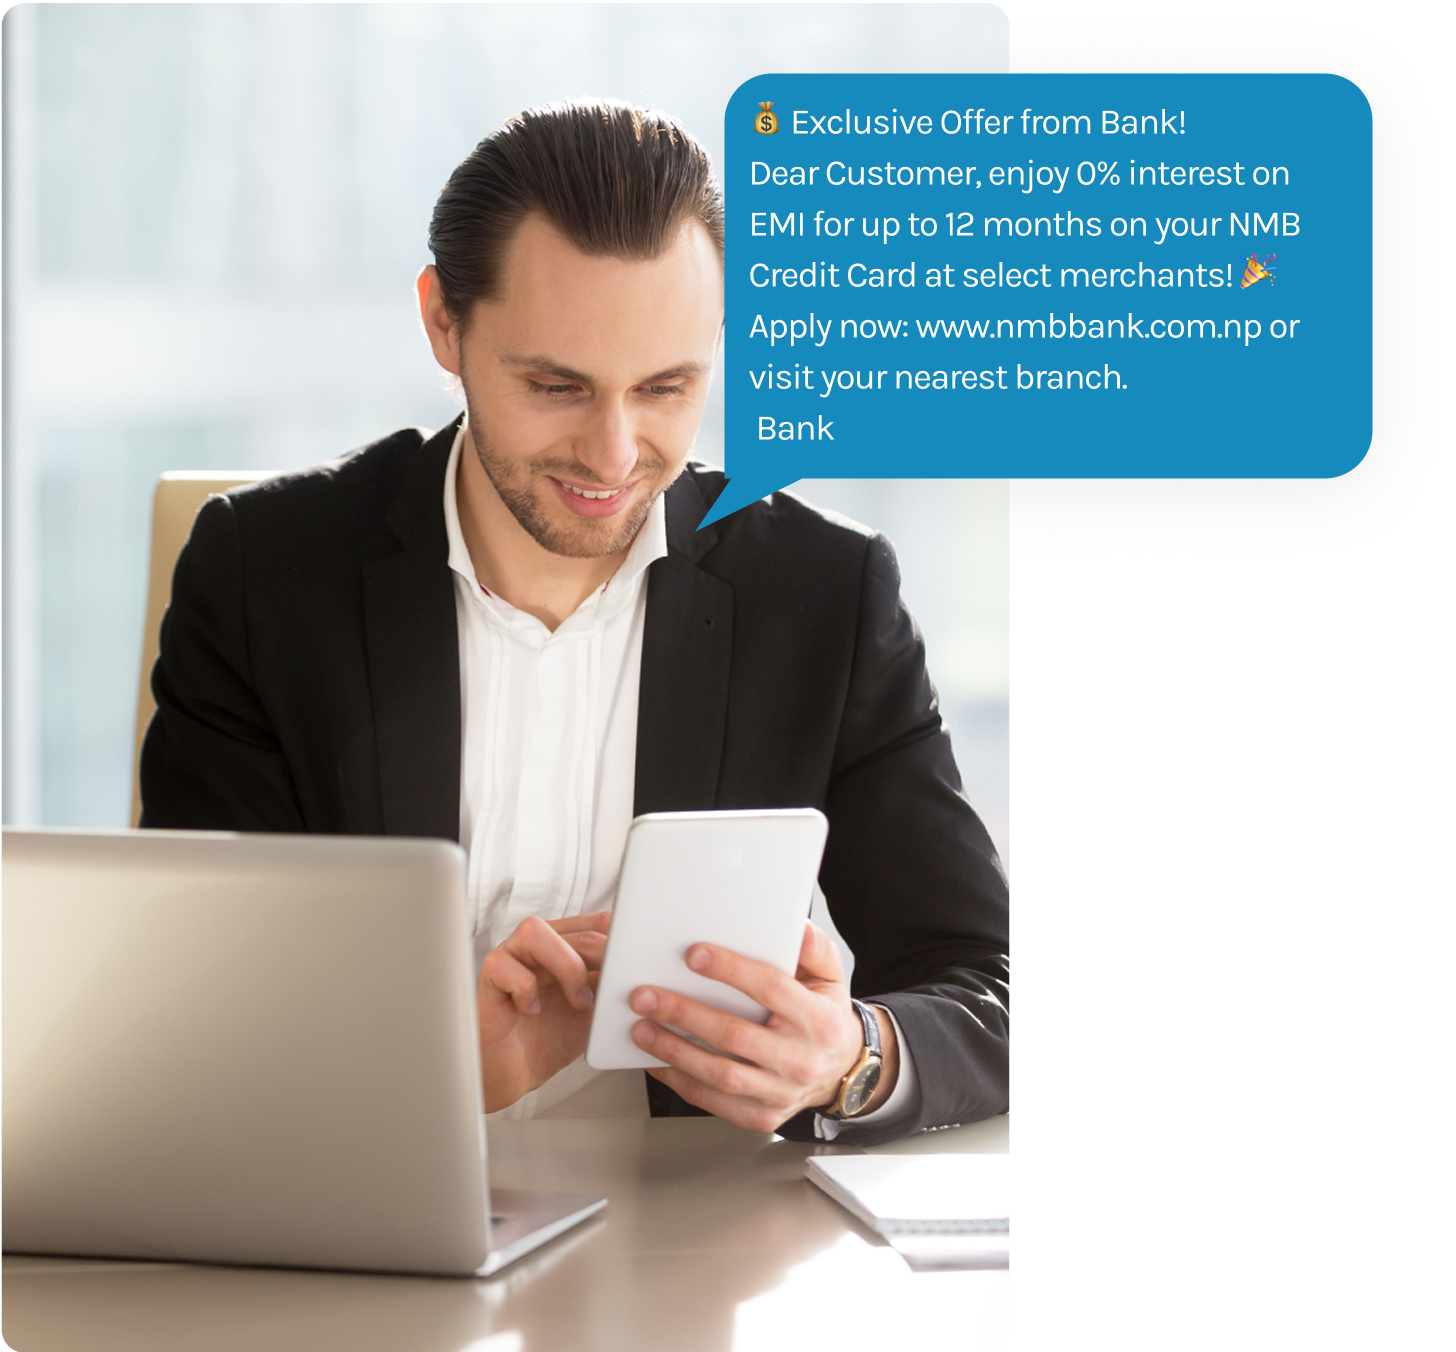 💰 Exclusive Offer from Bank!
Dear Customer, enjoy 0% interest on
EMI for up to 12 months on your NMB
Credit Card at select merchants! 🎉
Apply now: www.nmbbank.com.np or
visit your nearest branch.
Bank